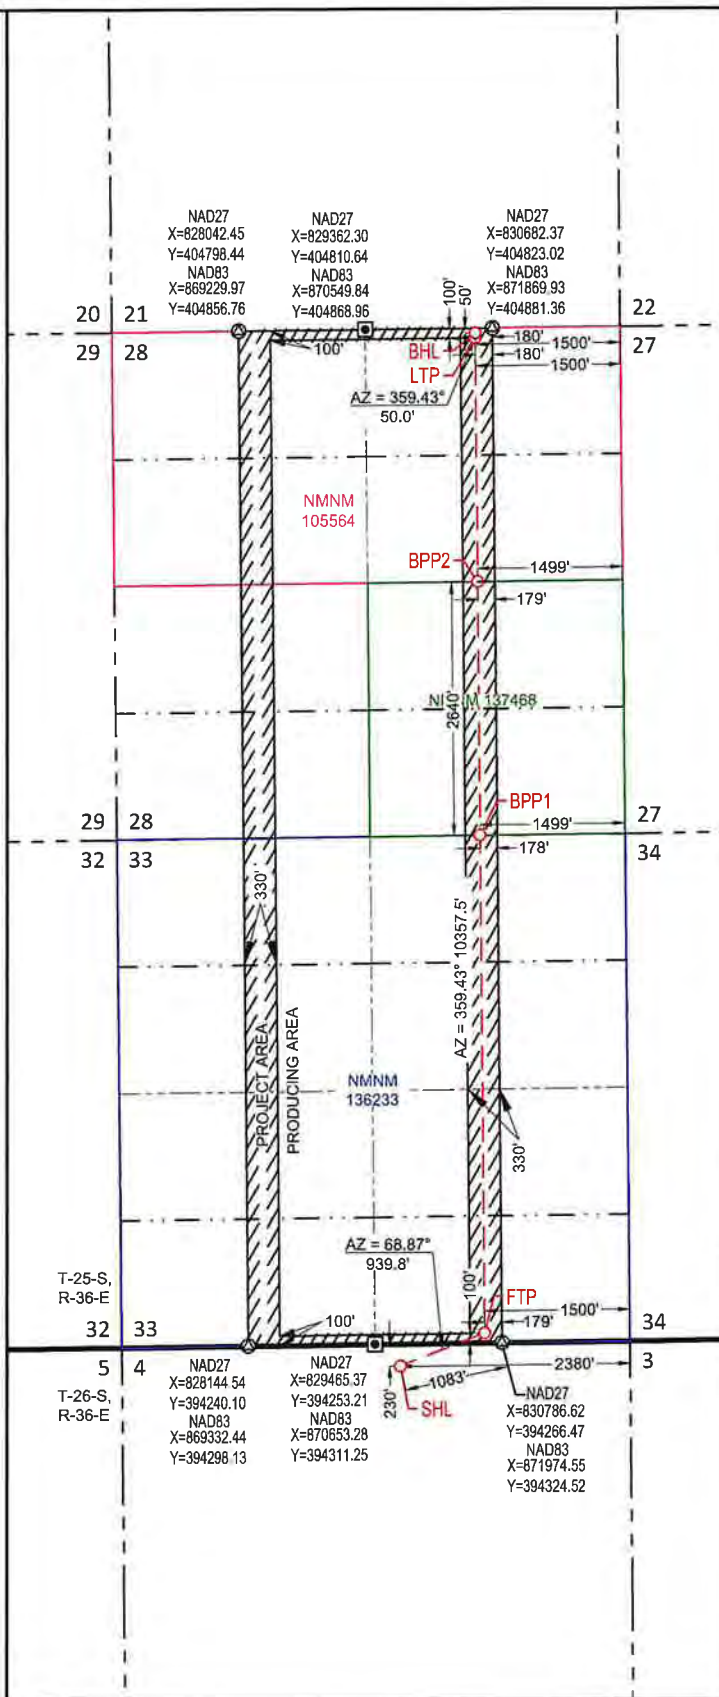 NAD27
X=828042.45
Y=404798.44
NAD83
X=869229.97
Y=404856.76
NAD27
X=829362.30
Y=404810.64
NAD83
X=870549.84
Y=404868.96
NAD27
X=830682.37
Y=404823.02
NAD83
X=871869.93
Y=404881.36
100'
50'
20 21
29 28
22
27
100'
BHL
LTP
180'
1500'
180'
1500'
AZ = 359.43°
50.0'
NMNM
105564
BPP2
1499'
179'
2640'
137468
BPP1
1499'
178'
29 28
32 33
27
34
330'
AZ = 359.43° 10357.5'
PROJECT AREA
PRODUCING AREA
NMNM
136233
330'
AZ = 68.87°
939.8'
100'
FTP
T-25-S,
R-36-E
1500'
179'
100'
32 33
5 4
34
3
T-26-S,
R-36-E
2380'
1083'
230'
SHL
NAD27
X=828144.54
Y=394240.10
NAD83
X=869332.44
Y=394298.13
NAD27
X=829465.37
Y=394253.21
NAD83
X=870653.28
Y=394311.25
NAD27
X=830786.62
Y=394266.47
NAD83
X=871974.55
Y=394324.52